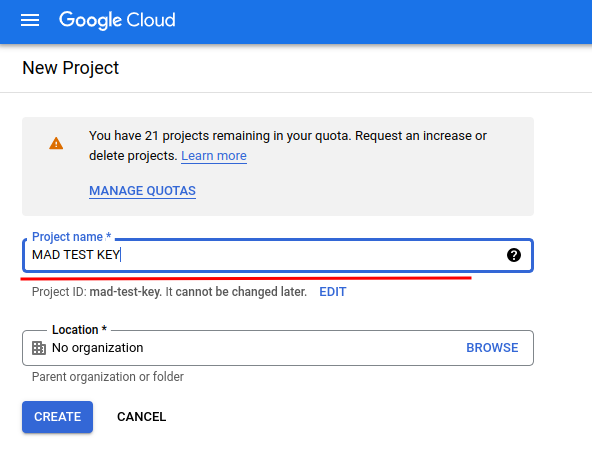 Google Cloud
New Project
You have 21 projects remaining in your quota. Request an increase or
delete projects. Learn more
MANAGE QUOTAS
Project name *
MAD TEST KEY
Project ID: mad-test-key. It cannot be changed later. EDIT
Location *
No organization BROWSE
Parent organization or folder
CREATE CANCEL